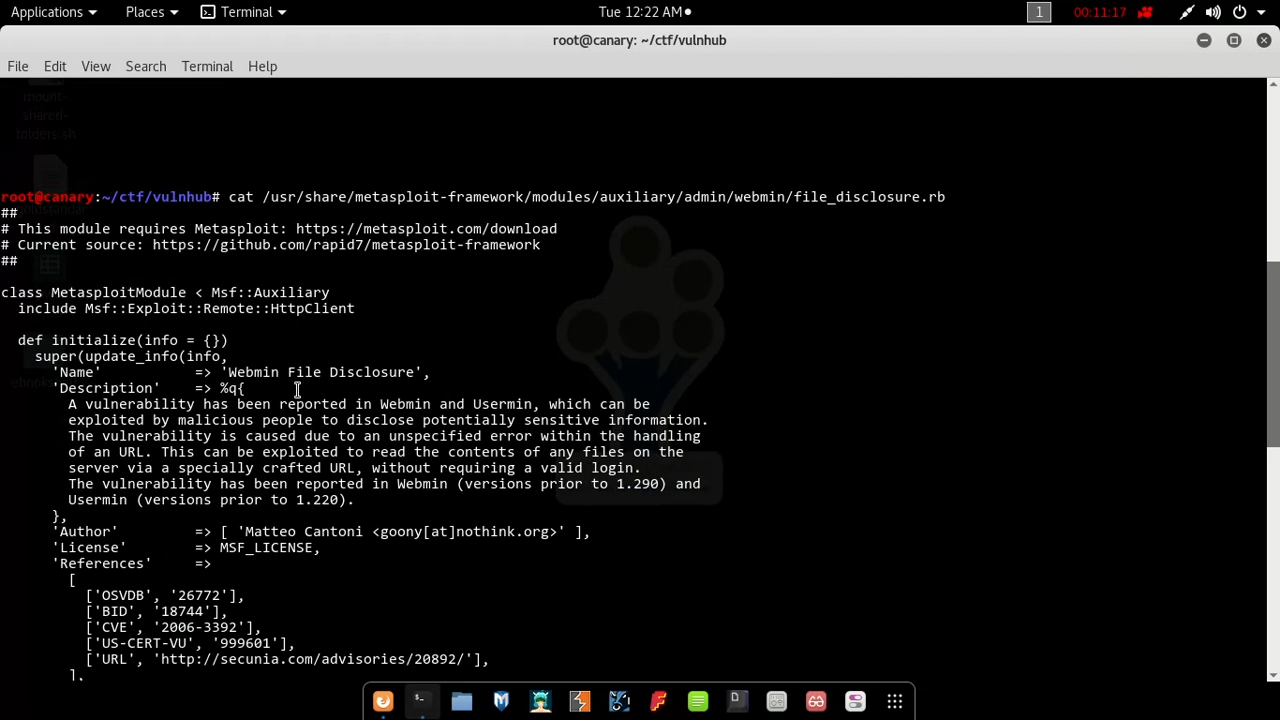 Applications Places Terminal Tue 12:22 AM 1 00:11:17
root@canary: ~/ctf/vulnhub
File Edit View Search Terminal Help
mount-
shared-
folders.sh
root@canary:~/ctf/vulnhub# cat /usr/share/metasploit-framework/modules/auxiliary/admin/webmin/file_disclosure.rb
##
# This module requires Metasploit: https://metasploit.com/download
# Current source: https://github.com/rapid7/metasploit-framework
##
class MetasploitModule < Msf::Auxiliary
include Msf::Exploit::Remote::HttpClient
def initialize(info = {})
super(update_info(info,
'Name' => 'Webmin File Disclosure',
'Description' => %q{
A vulnerability has been reported in Webmin and Usermin, which can be
exploited by malicious people to disclose potentially sensitive information.
The vulnerability is caused due to an unspecified error within the handling
of an URL. This can be exploited to read the contents of any files on the
server via a specially crafted URL, without requiring a valid login.
The vulnerability has been reported in Webmin (versions prior to 1.290) and
Usermin (versions prior to 1.220).
},
'Author' => [ 'Matteo Cantoni <goony[at]nothink.org>' ],
'License' => MSF_LICENSE,
'References' =>
[
['OSVDB', '26772'],
['BID', '18744'],
['CVE', '2006-3392'],
['US-CERT-VU', '999601'],
['URL', 'http://secunia.com/advisories/20892/'],
],